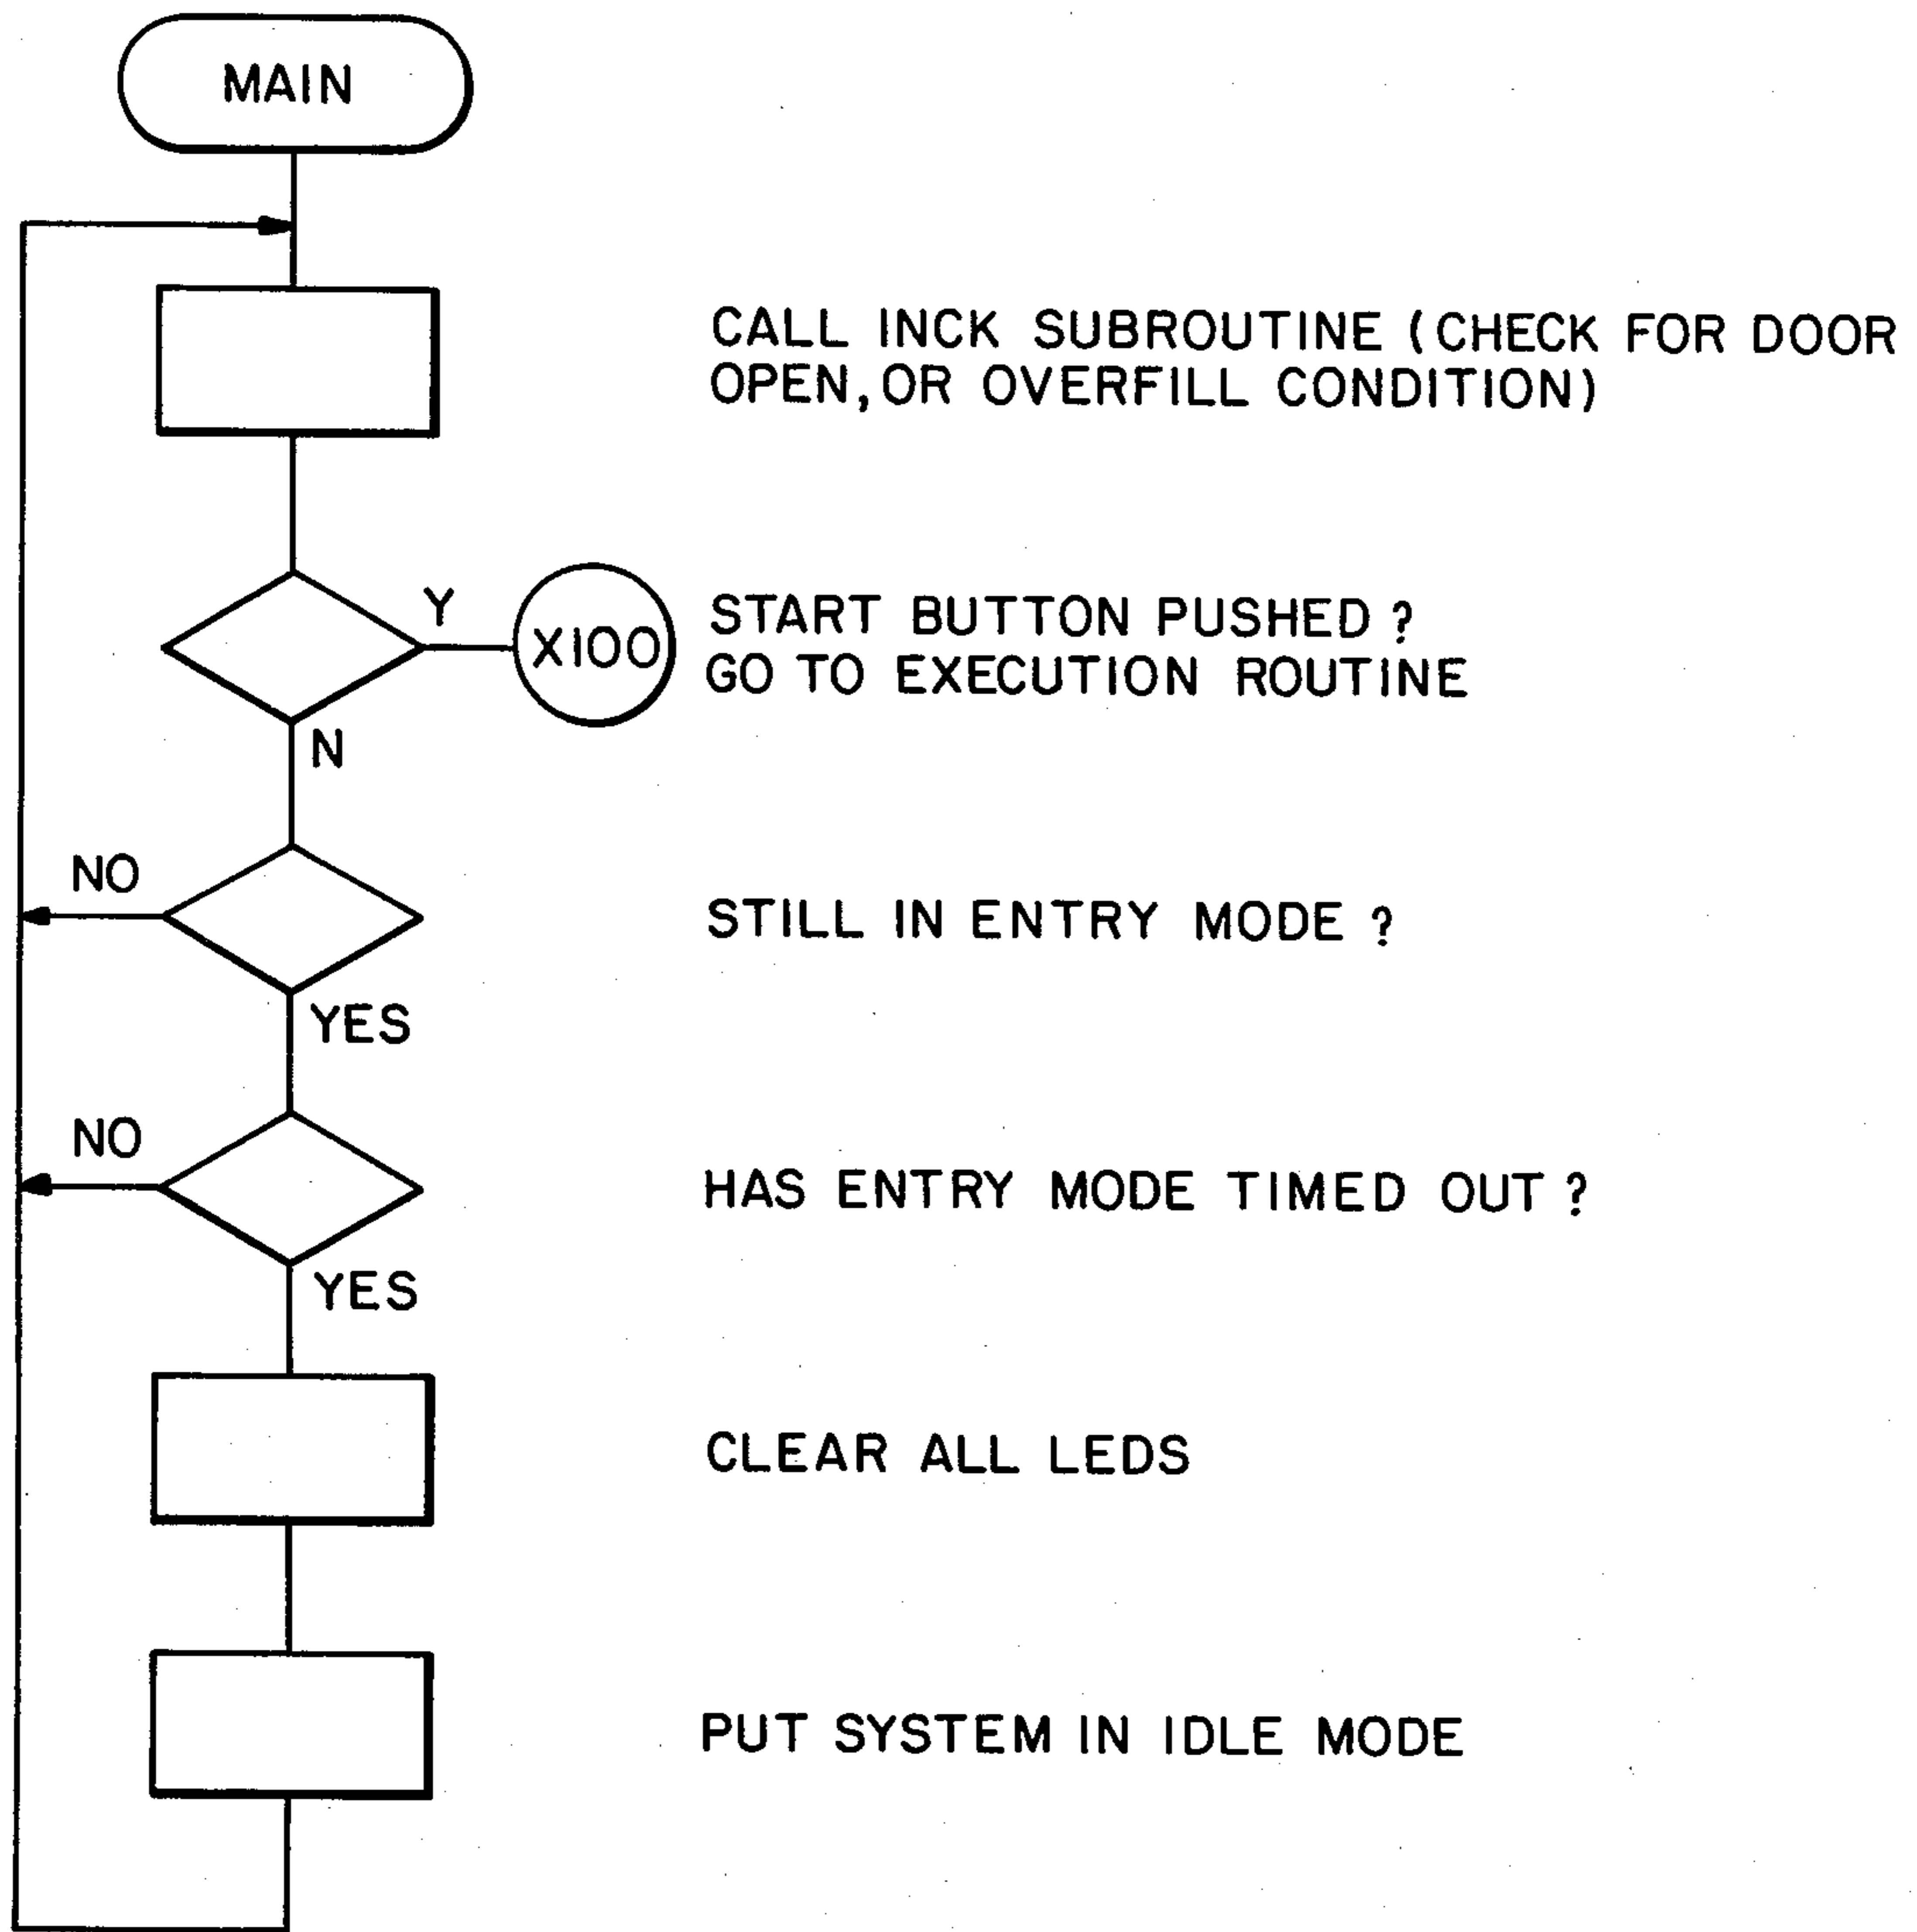 MAIN
CALL INCK SUBROUTINE (CHECK FOR DOOR
OPEN, OR OVERFILL CONDITION)
Y
X100
START BUTTON PUSHED ?
GO TO EXECUTION ROUTINE
N
NO
STILL IN ENTRY MODE ?
YES
NO
HAS ENTRY MODE TIMED OUT ?
YES
CLEAR ALL LEDS
PUT SYSTEM IN IDLE MODE